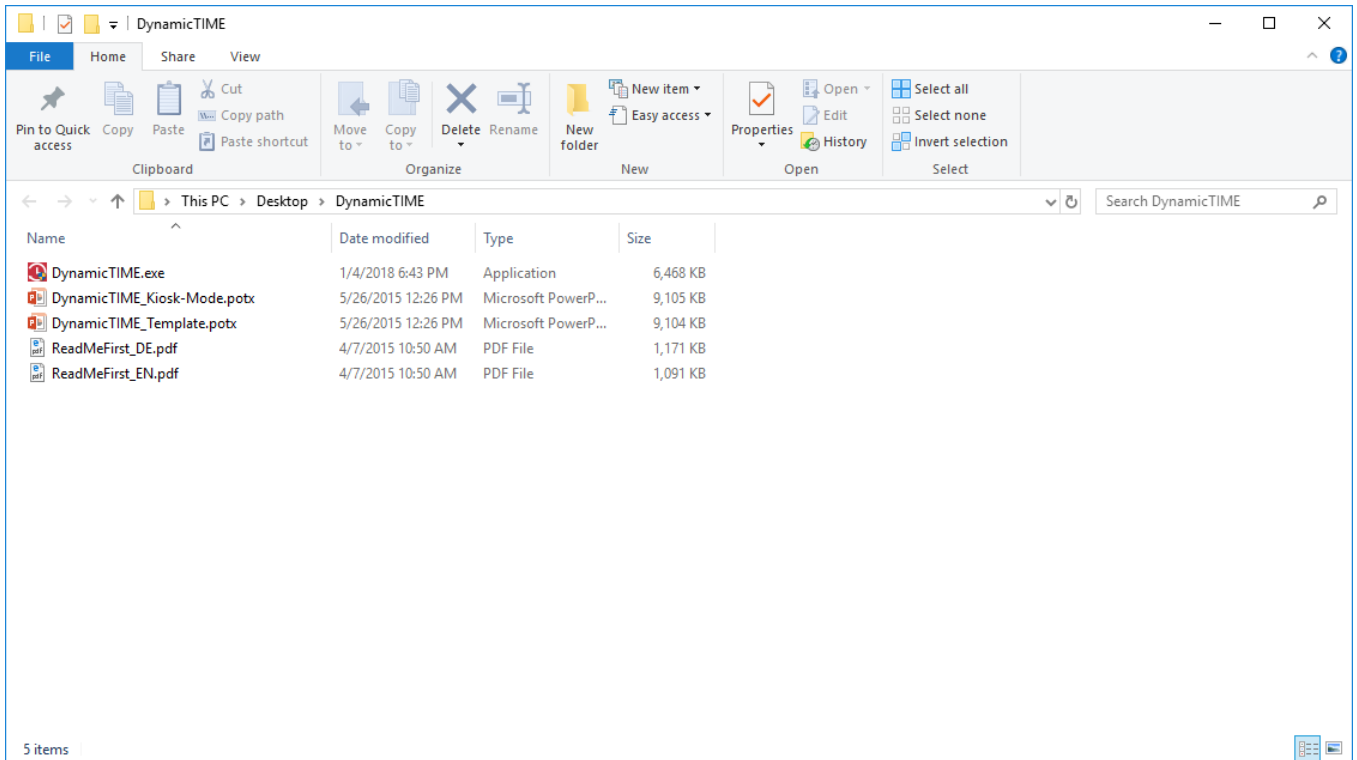 DynamicTIME
File Home Share View
Pin to Quick access
Copy
Paste
Cut
Copy path
Paste shortcut
Clipboard
Move to
Copy to
Delete
Rename
Organize
New folder
New item
Easy access
New
Properties
Open
Edit
History
Open
Select all
Select none
Invert selection
Select
This PC > Desktop > DynamicTIME
Search DynamicTIME
Name Date modified Type Size
DynamicTIME.exe 1/4/2018 6:43 PM Application 6,468 KB
DynamicTIME_Kiosk-Mode.potx 5/26/2015 12:26 PM Microsoft PowerP... 9,105 KB
DynamicTIME_Template.potx 5/26/2015 12:26 PM Microsoft PowerP... 9,104 KB
ReadMeFirst_DE.pdf 4/7/2015 10:50 AM PDF File 1,171 KB
ReadMeFirst_EN.pdf 4/7/2015 10:50 AM PDF File 1,091 KB
5 items